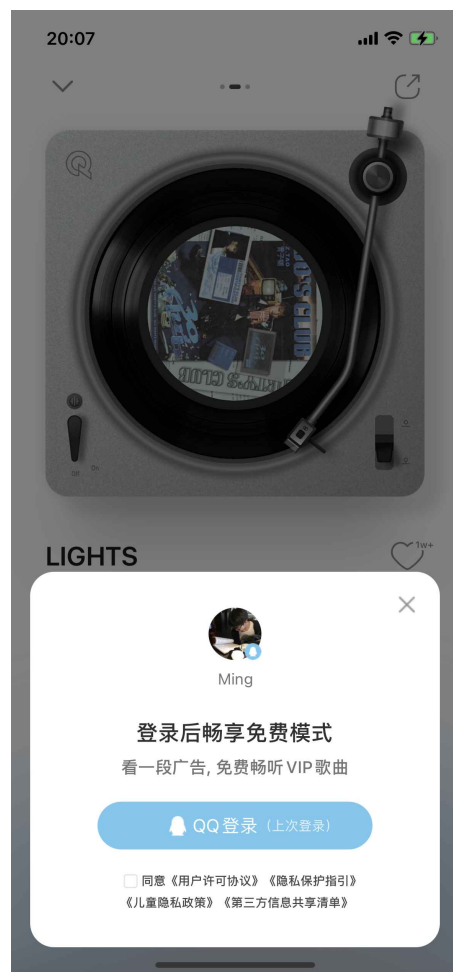 20:07
Off
On
LIGHTS
1w+
Ming
登录后畅享免费模式
看一段广告, 免费畅听VIP歌曲
QQ登录（上次登录）
同意《用户许可协议》《隐私保护指引》
《儿童隐私政策》《第三方信息共享清单》